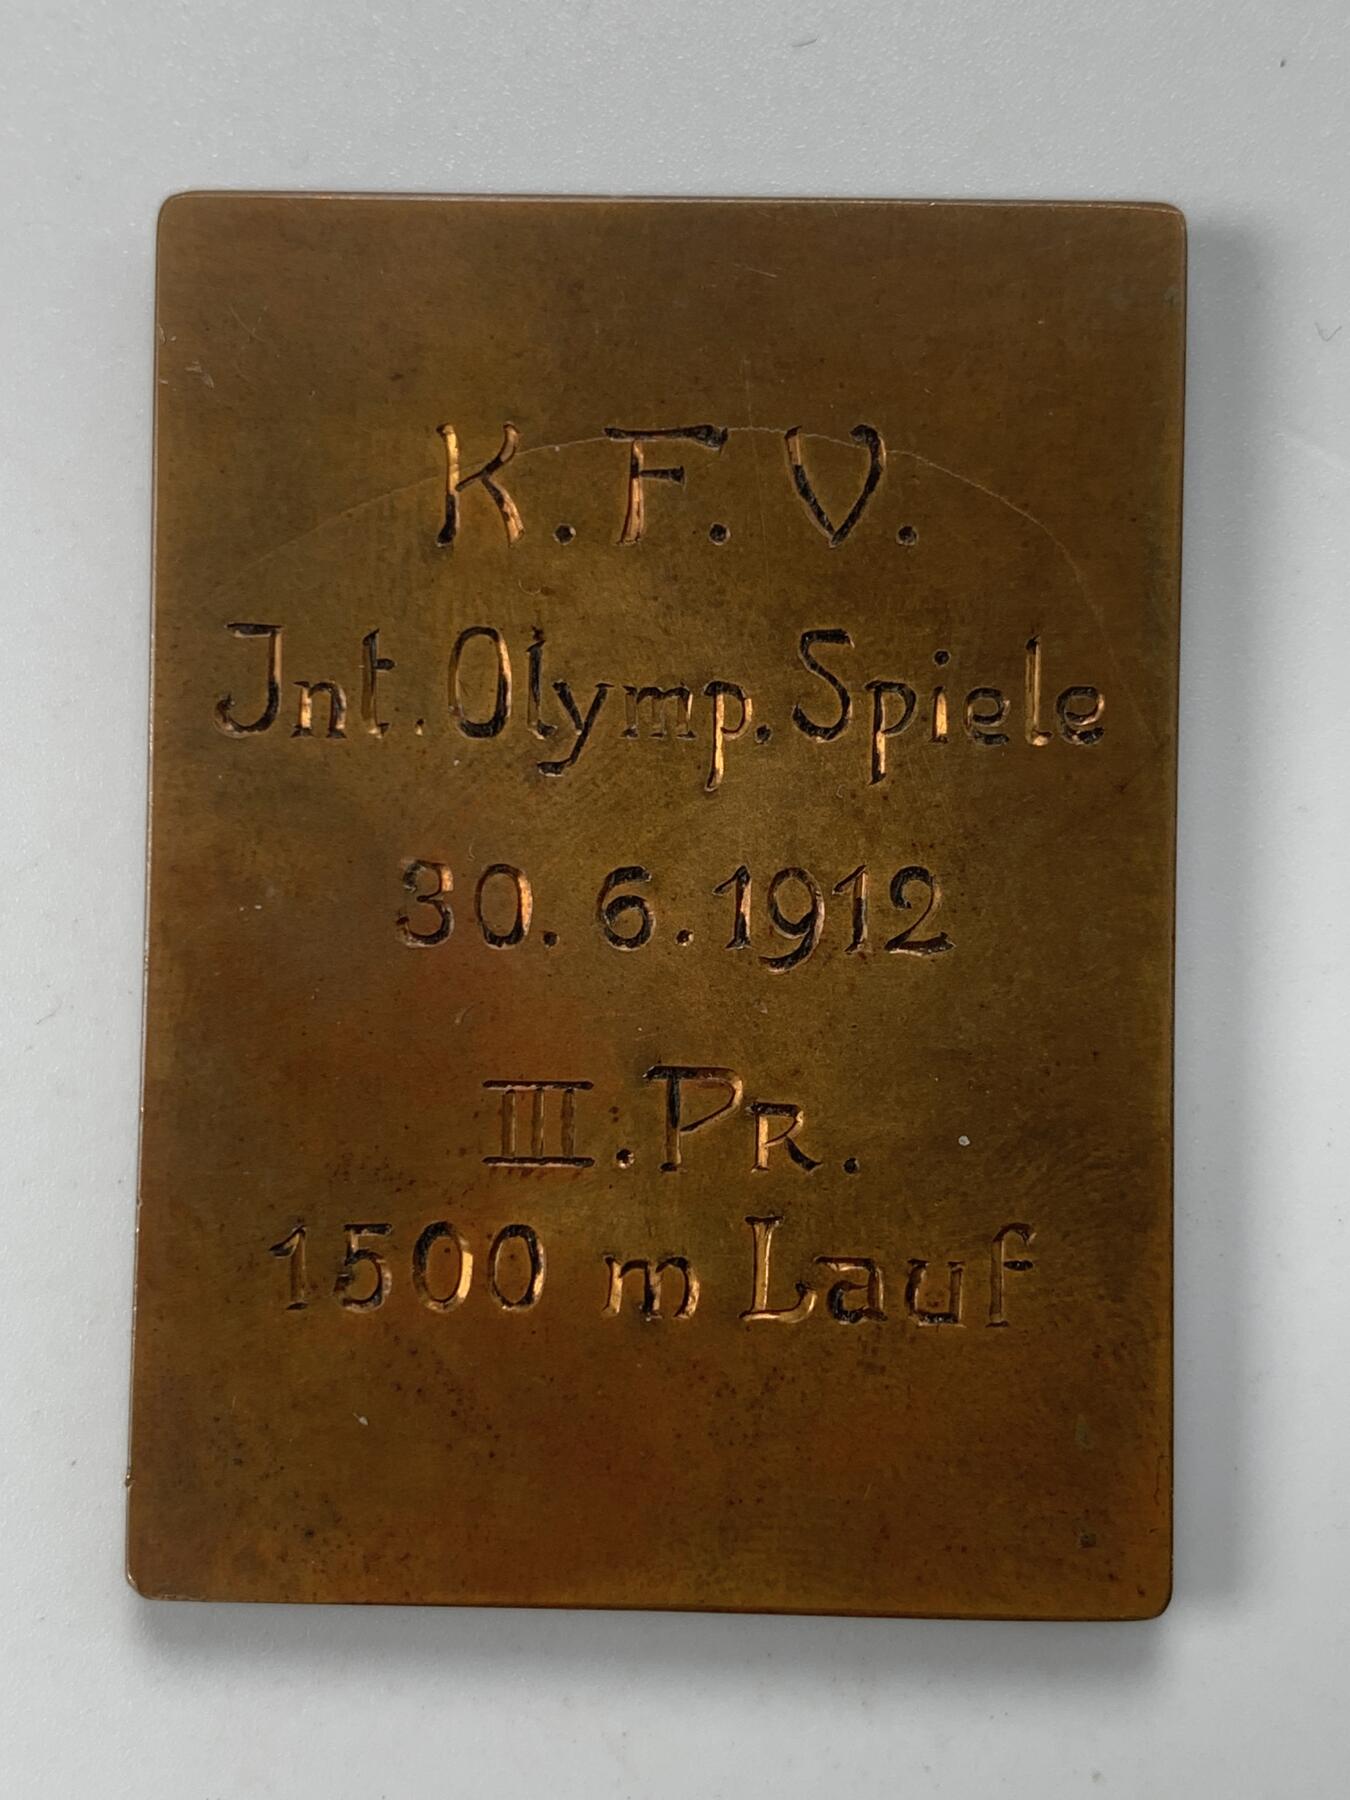 K. F. V.
Jnt. Olymp. Spiele
30. 6. 1912
III. PR.
1500 m Lauf